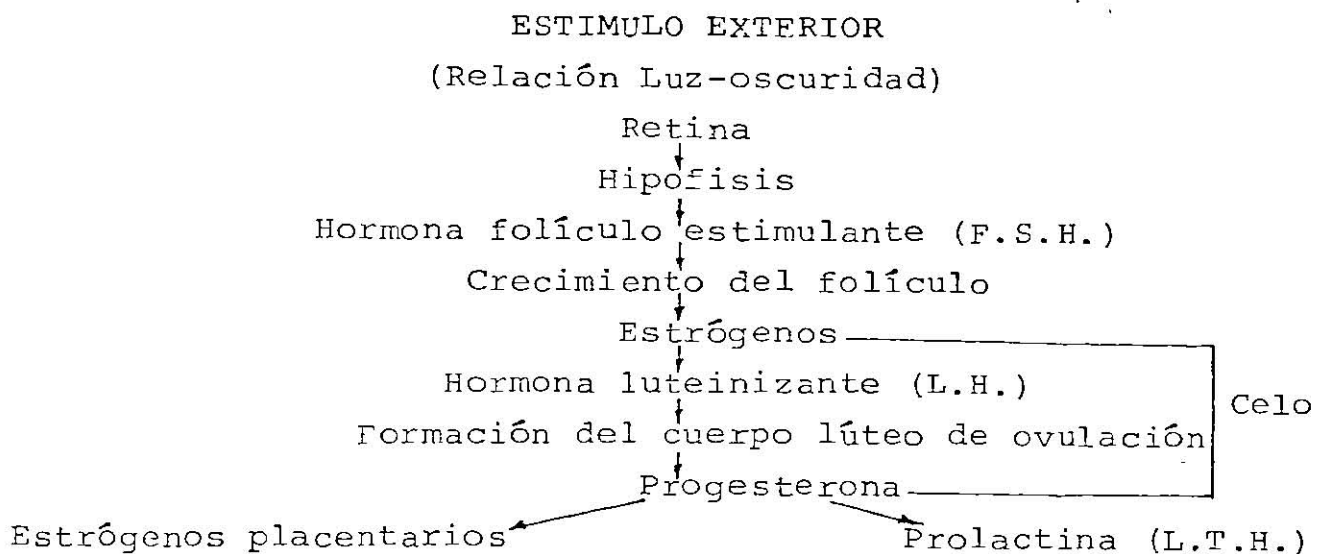 ESTIMULO EXTERIOR
(Relación Luz-oscuridad)
Retina
Hipofisis
Hormona folículo estimulante (F.S.H.)
Crecimiento del folículo
Estrógenos
Hormona luteinizante (L.H.)
Celo
Formación del cuerpo lúteo de ovulación
Progesterona
Estrógenos placentarios Prolactina (L.T.H.)